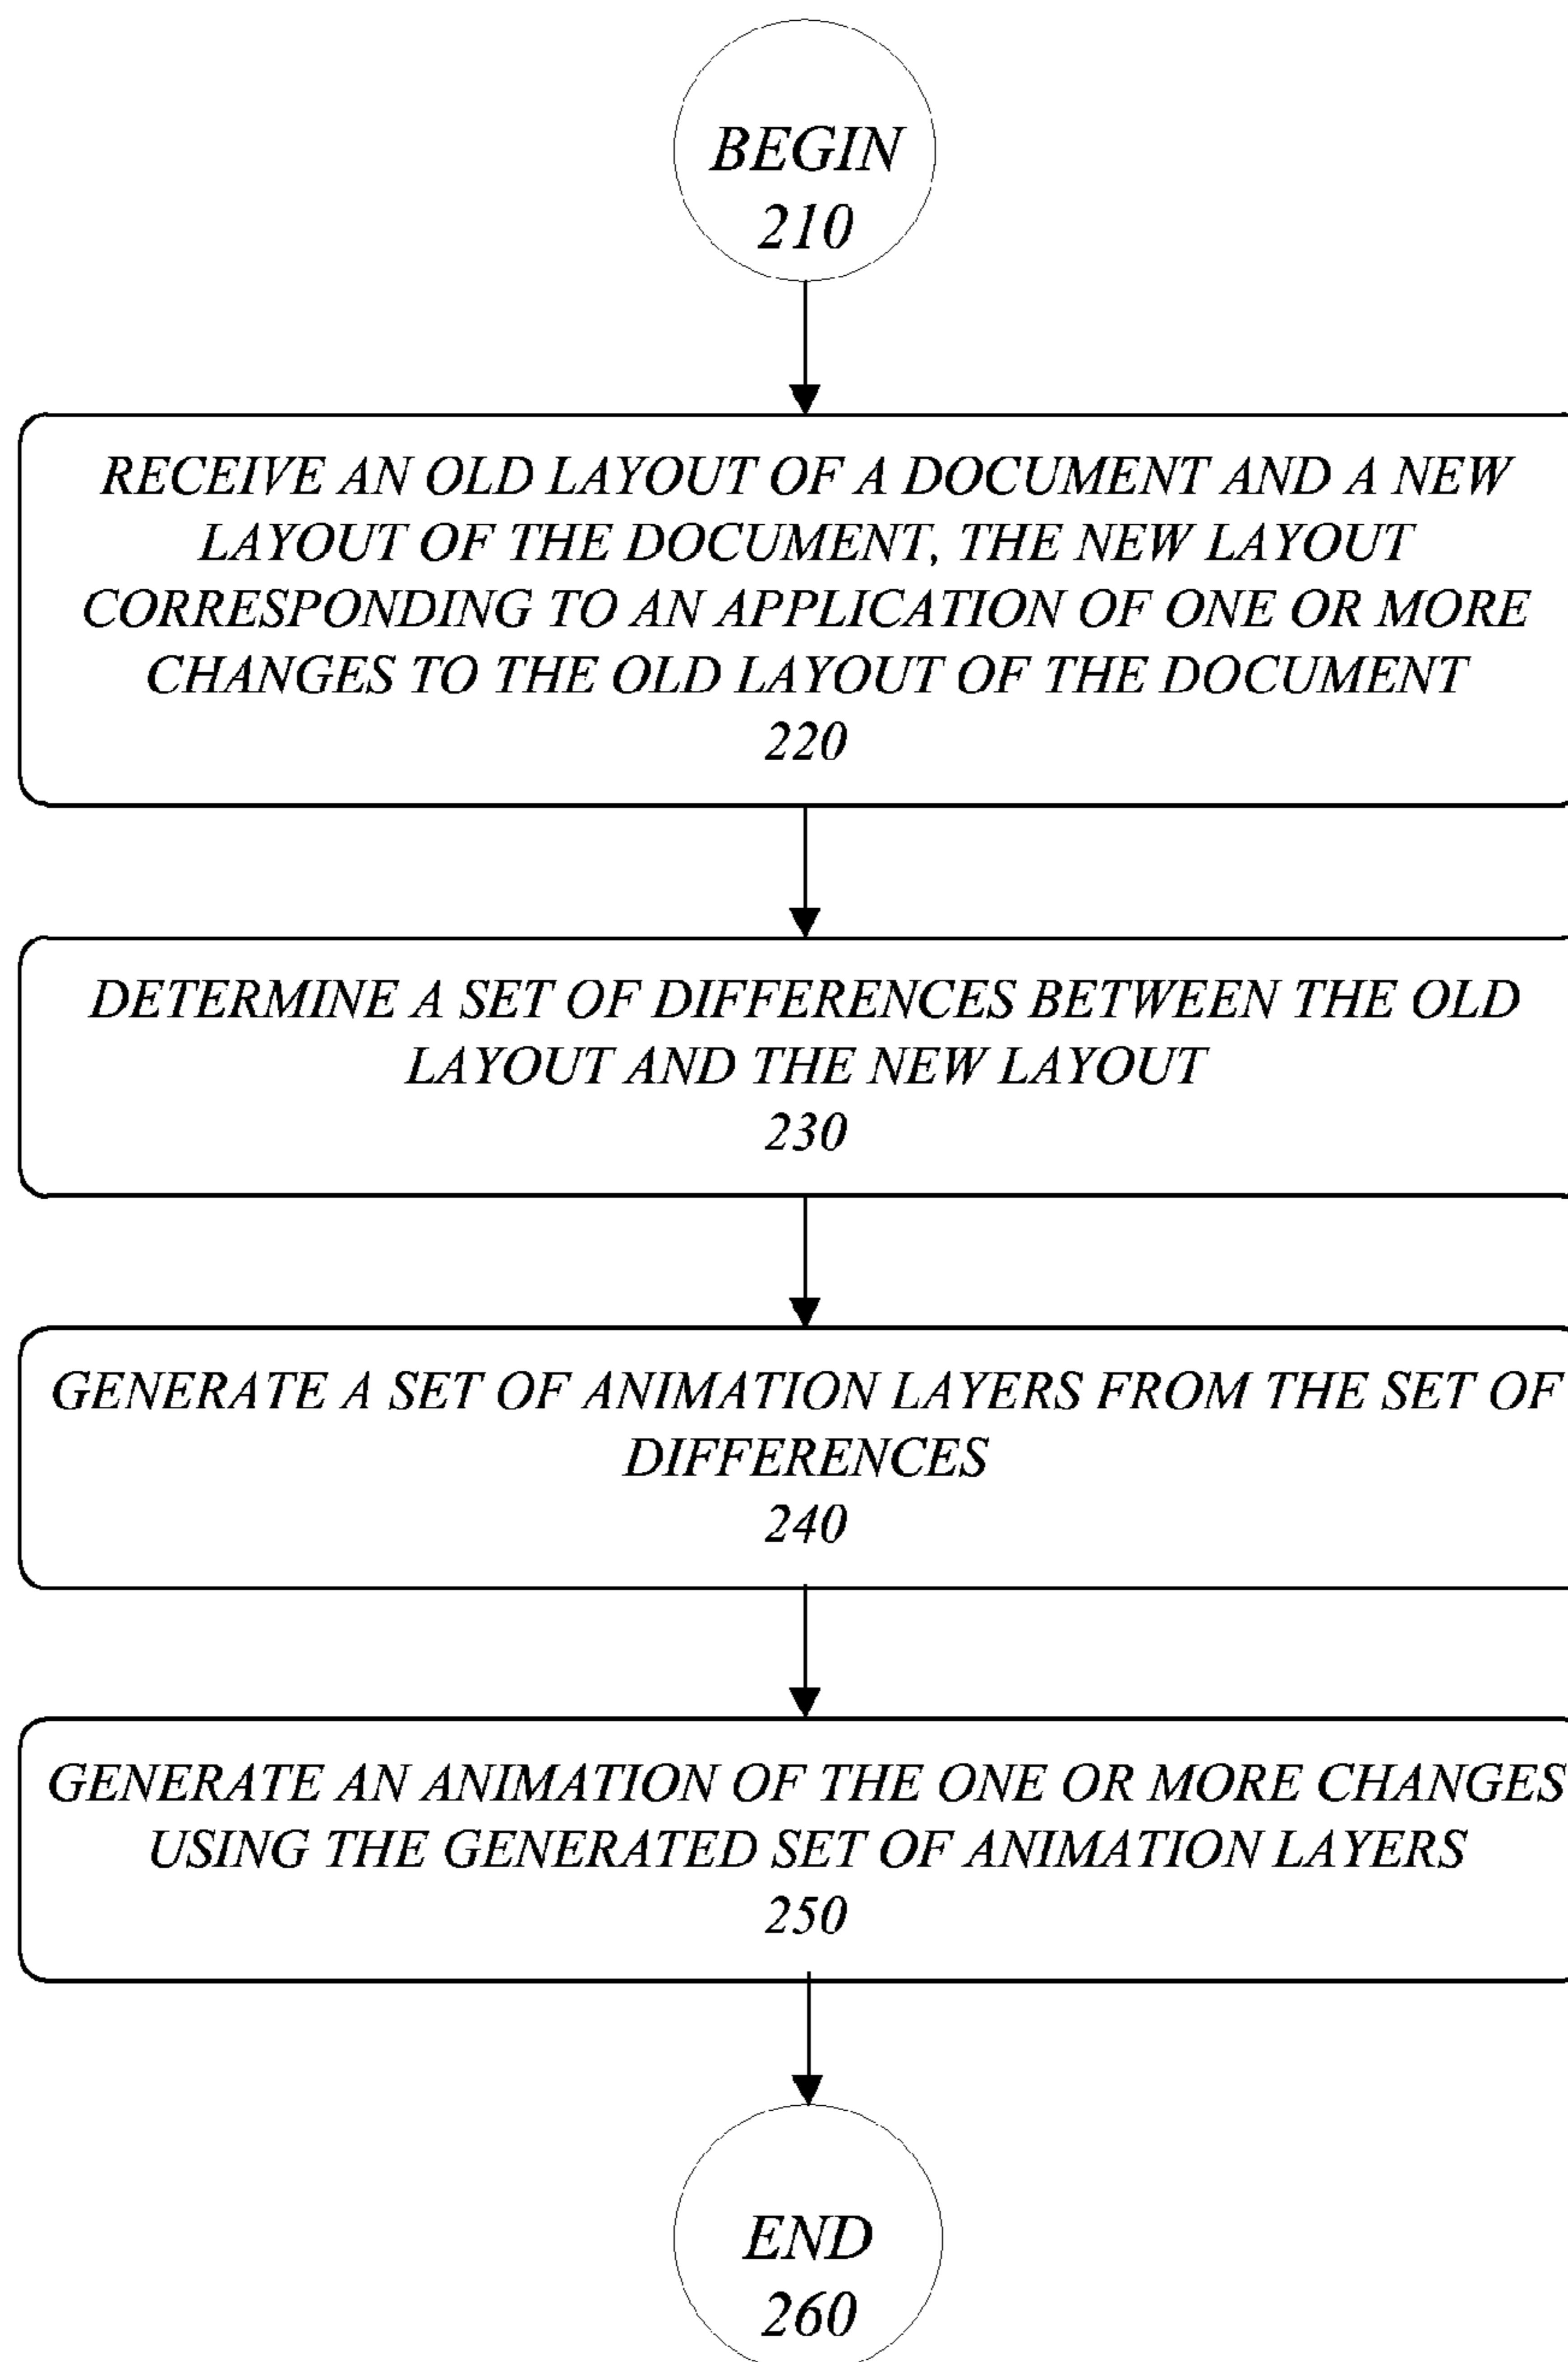 BEGIN
210
RECEIVE AN OLD LAYOUT OF A DOCUMENT AND A NEW
LAYOUT OF THE DOCUMENT, THE NEW LAYOUT
CORRESPONDING TO AN APPLICATION OF ONE OR MORE
CHANGES TO THE OLD LAYOUT OF THE DOCUMENT
220
DETERMINE A SET OF DIFFERENCES BETWEEN THE OLD
LAYOUT AND THE NEW LAYOUT
230
GENERATE A SET OF ANIMATION LAYERS FROM THE SET OF
DIFFERENCES
240
GENERATE AN ANIMATION OF THE ONE OR MORE CHANGES
USING THE GENERATED SET OF ANIMATION LAYERS
250
END
260